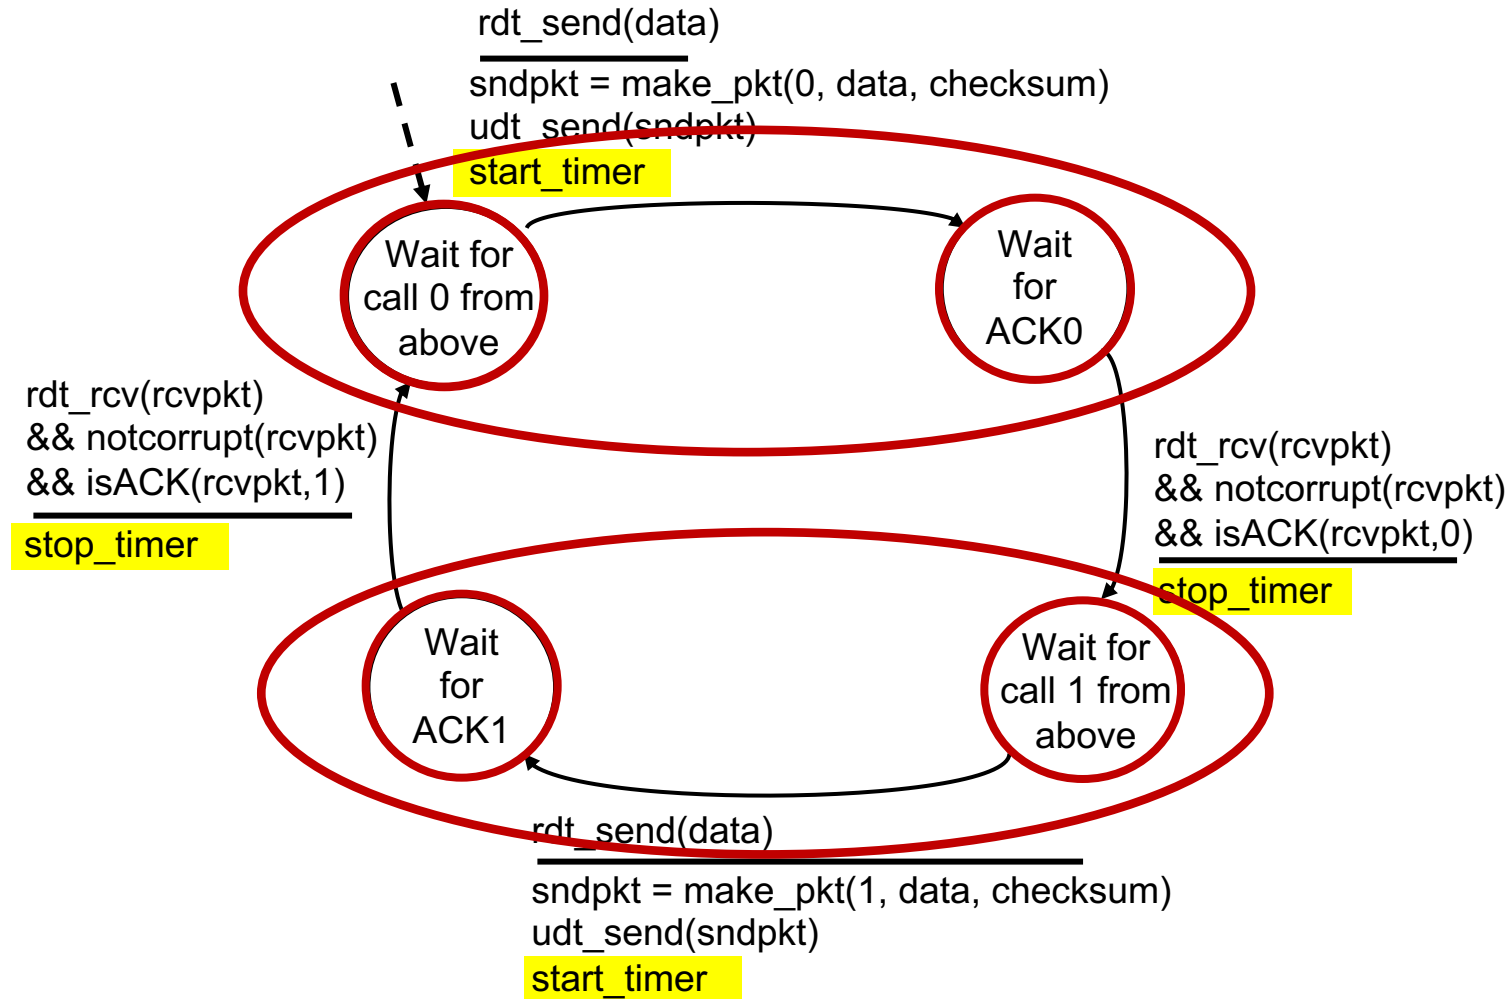 rdt_send(data)
sndpkt = make_pkt(0, data, checksum)
udt_send(sndpkt)
start_timer
Wait for
call 0 from
above
Wait
for
ACK0
rdt_rcv(rcvpkt)
&& notcorrupt(rcvpkt)
&& isACK(rcvpkt,1)
stop_timer
rdt_rcv(rcvpkt)
&& notcorrupt(rcvpkt)
&& isACK(rcvpkt,0)
stop_timer
Wait
for
ACK1
Wait for
call 1 from
above
rdt_send(data)
sndpkt = make_pkt(1, data, checksum)
udt_send(sndpkt)
start_timer